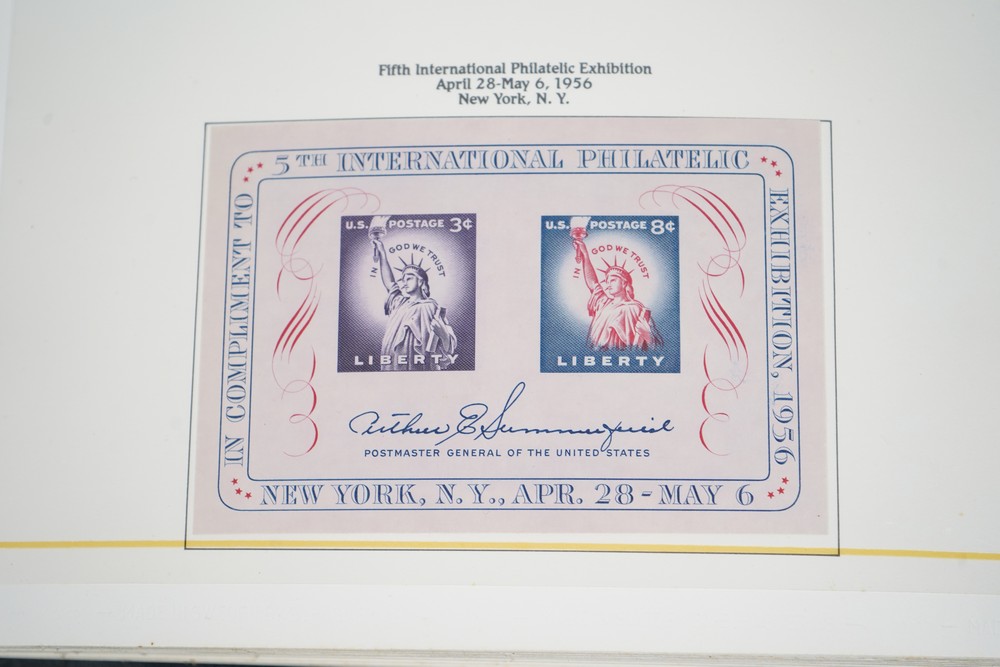 Fifth International Philatelic Exhibition
April 28-May 6, 1956
New York, N. Y.
IN COMPLIMENT TO
5TH INTERNATIONAL PHILATELIC
EXHIBITION, 1956
U.S. POSTAGE 3¢
IN GOD WE TRUST
LIBERTY
U.S. POSTAGE 8¢
IN GOD WE TRUST
LIBERTY
Arthur E Summerfield
POSTMASTER GENERAL OF THE UNITED STATES
NEW YORK, N.Y., APR. 28 - MAY 6